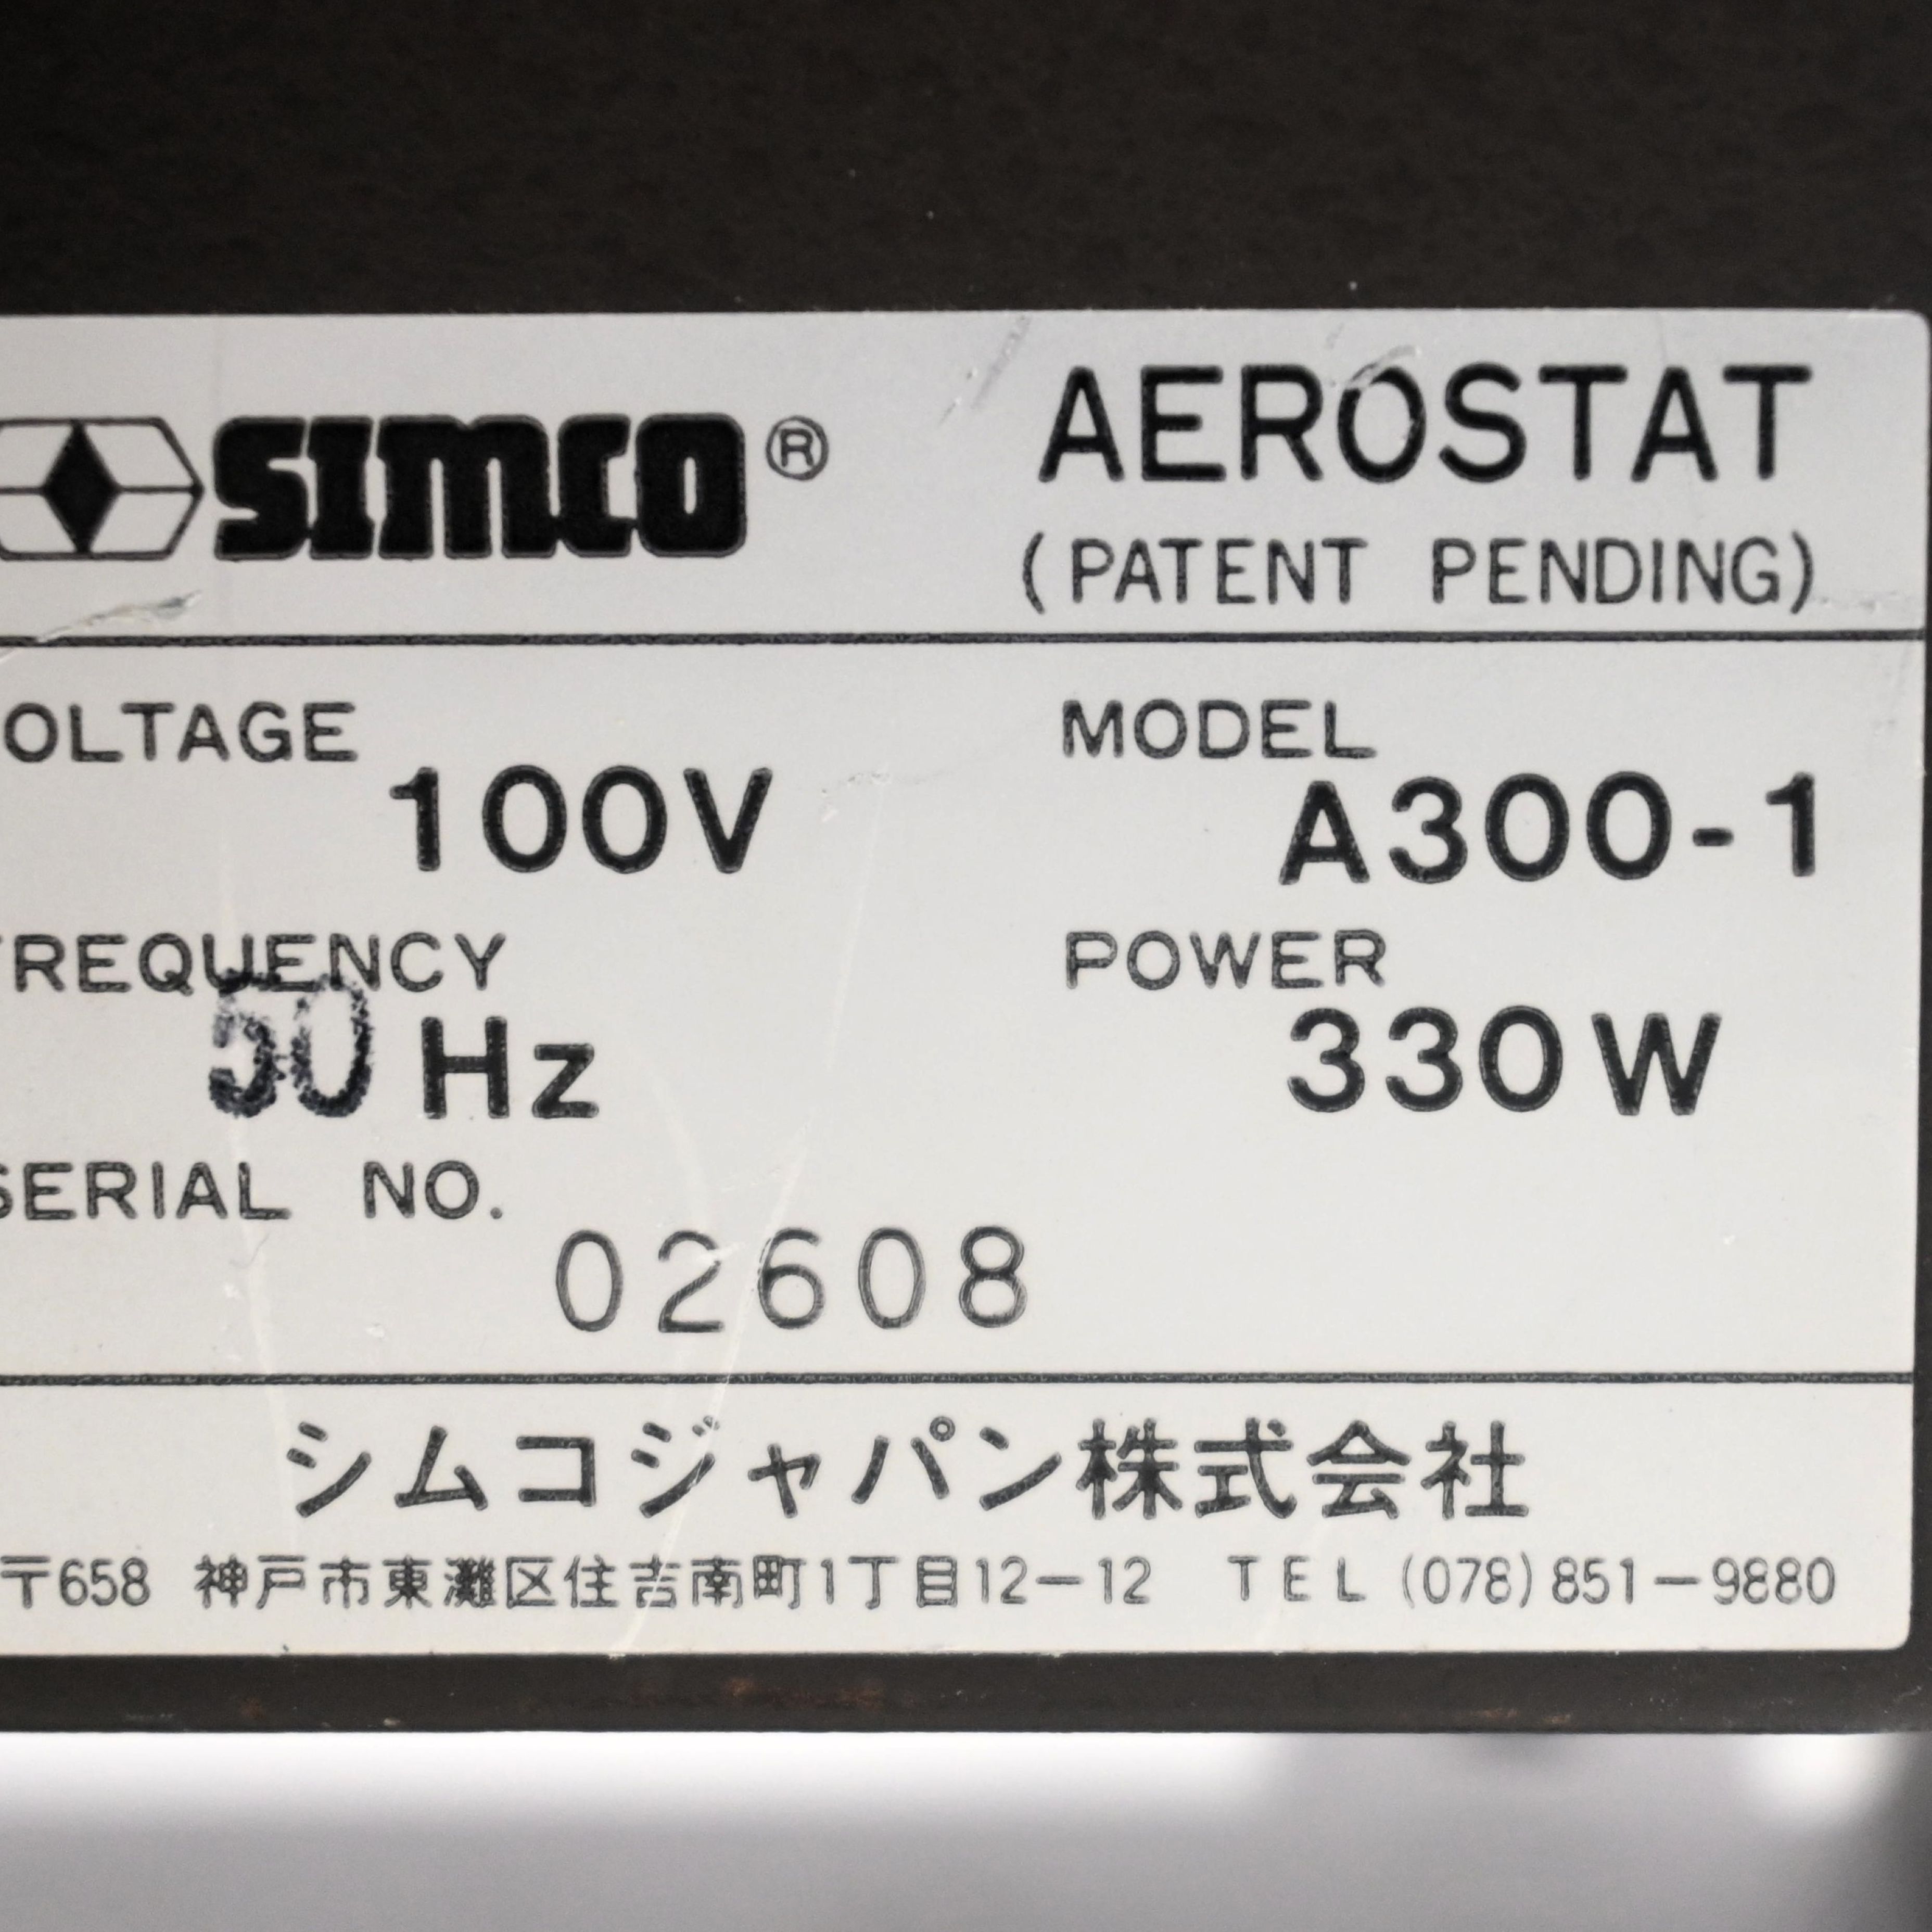 SIMCO® AEROSTAT
(PATENT PENDING)
OLTAGE MODEL
100V A300-1
REQUENCY POWER
50 Hz 330W
SERIAL NO.
02608
シムコジャパン株式会社
〒658 神戸市東灘区住吉南町1丁目12-12 TEL (078) 851-9880